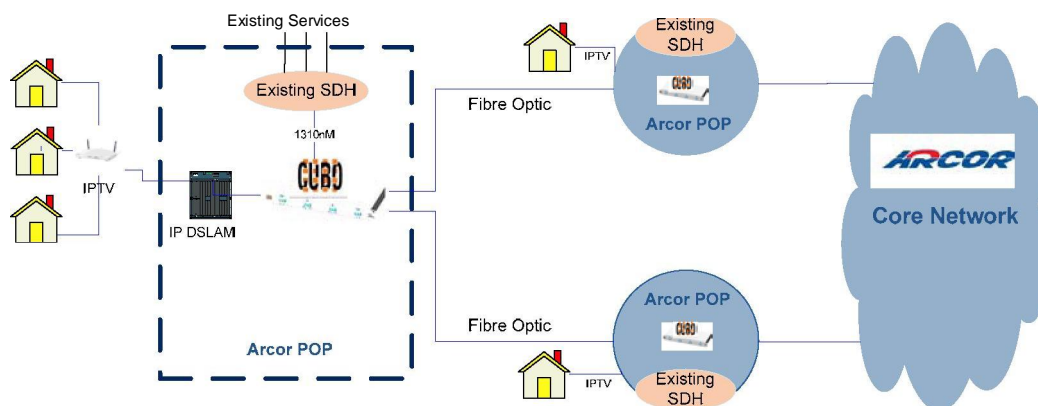 Existing Services
Existing SDH
1310nM
CUBO
IPTV
IP DSLAM
Arcor POP
Fibre Optic
Fibre Optic
IPTV
Existing
SDH
CUBO
Arcor POP
Arcor POP
CUBO
IPTV
Existing
SDH
ARCOR
Core Network